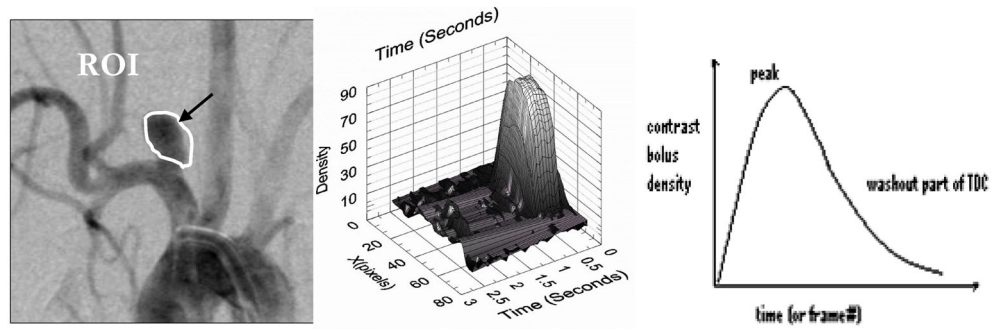 ROI
Time (Seconds)
Density
90
70
50
30
10
0
20
40
60
80
X(pixels)
3
2.5
2
1.5
1
0.5
0
Time (Seconds)
peak
contrast
bolus
density
washout part of TDC
time (or frame#)